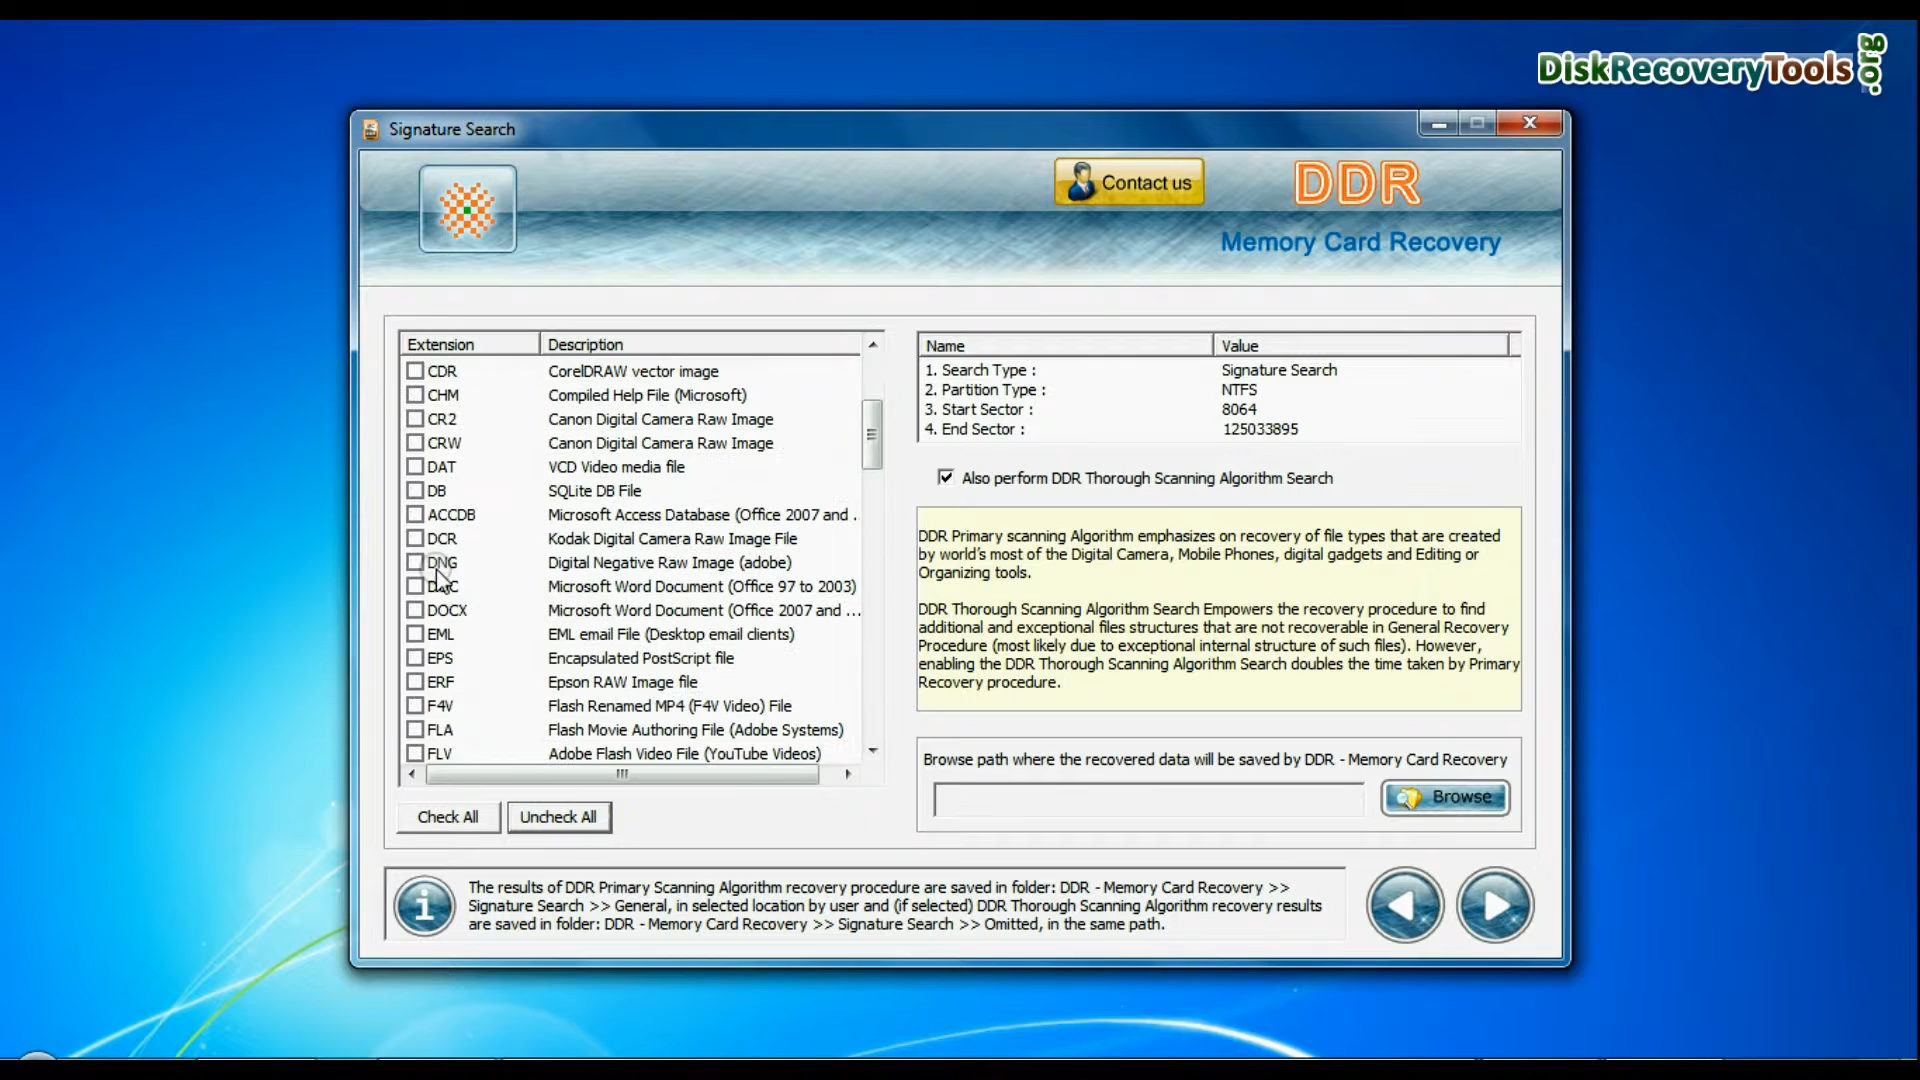 DiskRecoveryTools.org
Signature Search
Contact us
DDR
Memory Card Recovery
Extension Description
CDR CorelDRAW vector image
CHM Compiled Help File (Microsoft)
CR2 Canon Digital Camera Raw Image
CRW Canon Digital Camera Raw Image
DAT VCD Video media file
DB SQLite DB File
ACCDB Microsoft Access Database (Office 2007 and .
DCR Kodak Digital Camera Raw Image File
DNG Digital Negative Raw Image (adobe)
DOC Microsoft Word Document (Office 97 to 2003)
DOCX Microsoft Word Document (Office 2007 and ...
EML EML email File (Desktop email clients)
EPS Encapsulated PostScript file
ERF Epson RAW Image file
F4V Flash Renamed MP4 (F4V Video) File
FLA Flash Movie Authoring File (Adobe Systems)
FLV Adobe Flash Video File (YouTube Videos)
Check All Uncheck All
Name Value
1. Search Type : Signature Search
2. Partition Type : NTFS
3. Start Sector : 8064
4. End Sector : 125033895
Also perform DDR Thorough Scanning Algorithm Search
DDR Primary scanning Algorithm emphasizes on recovery of file types that are created
by world's most of the Digital Camera, Mobile Phones, digital gadgets and Editing or
Organizing tools.
DDR Thorough Scanning Algorithm Search Empowers the recovery procedure to find
additional and exceptional files structures that are not recoverable in General Recovery
Procedure (most likely due to exceptional internal structure of such files). However,
enabling the DDR Thorough Scanning Algorithm Search doubles the time taken by Primary
Recovery procedure.
Browse path where the recovered data will be saved by DDR - Memory Card Recovery
Browse
The results of DDR Primary Scanning Algorithm recovery procedure are saved in folder: DDR - Memory Card Recovery >>
Signature Search >> General, in selected location by user and (if selected) DDR Thorough Scanning Algorithm recovery results
are saved in folder: DDR - Memory Card Recovery >> Signature Search >> Omitted, in the same path.